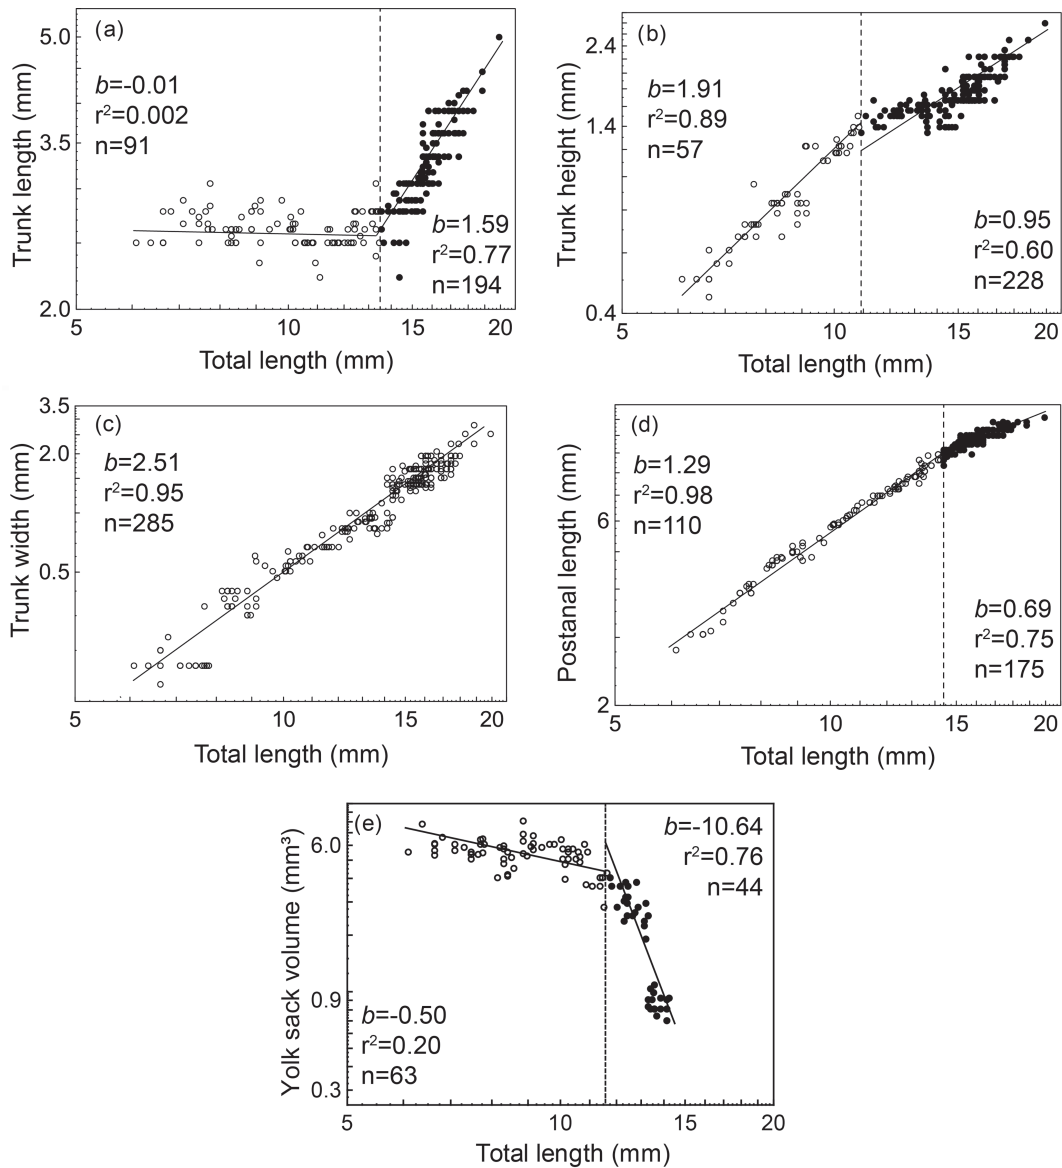 (a)
5.0
3.5
2.0
Trunk length (mm)
b=-0.01
r²=0.002
n=91
b=1.59
r²=0.77
n=194
5
10
15
20
Total length (mm)
(b)
2.4
1.4
0.4
Trunk height (mm)
b=1.91
r²=0.89
n=57
b=0.95
r²=0.60
n=228
5
10
15
20
Total length (mm)
(c)
3.5
2.0
0.5
Trunk width (mm)
b=2.51
r²=0.95
n=285
5
10
15
20
Total length (mm)
(d)
6
2
Postanal length (mm)
b=1.29
r²=0.98
n=110
b=0.69
r²=0.75
n=175
5
10
15
20
Total length (mm)
(e)
6.0
0.9
0.3
Yolk sack volume (mm³)
b=-10.64
r²=0.76
n=44
b=-0.50
r²=0.20
n=63
5
10
15
20
Total length (mm)